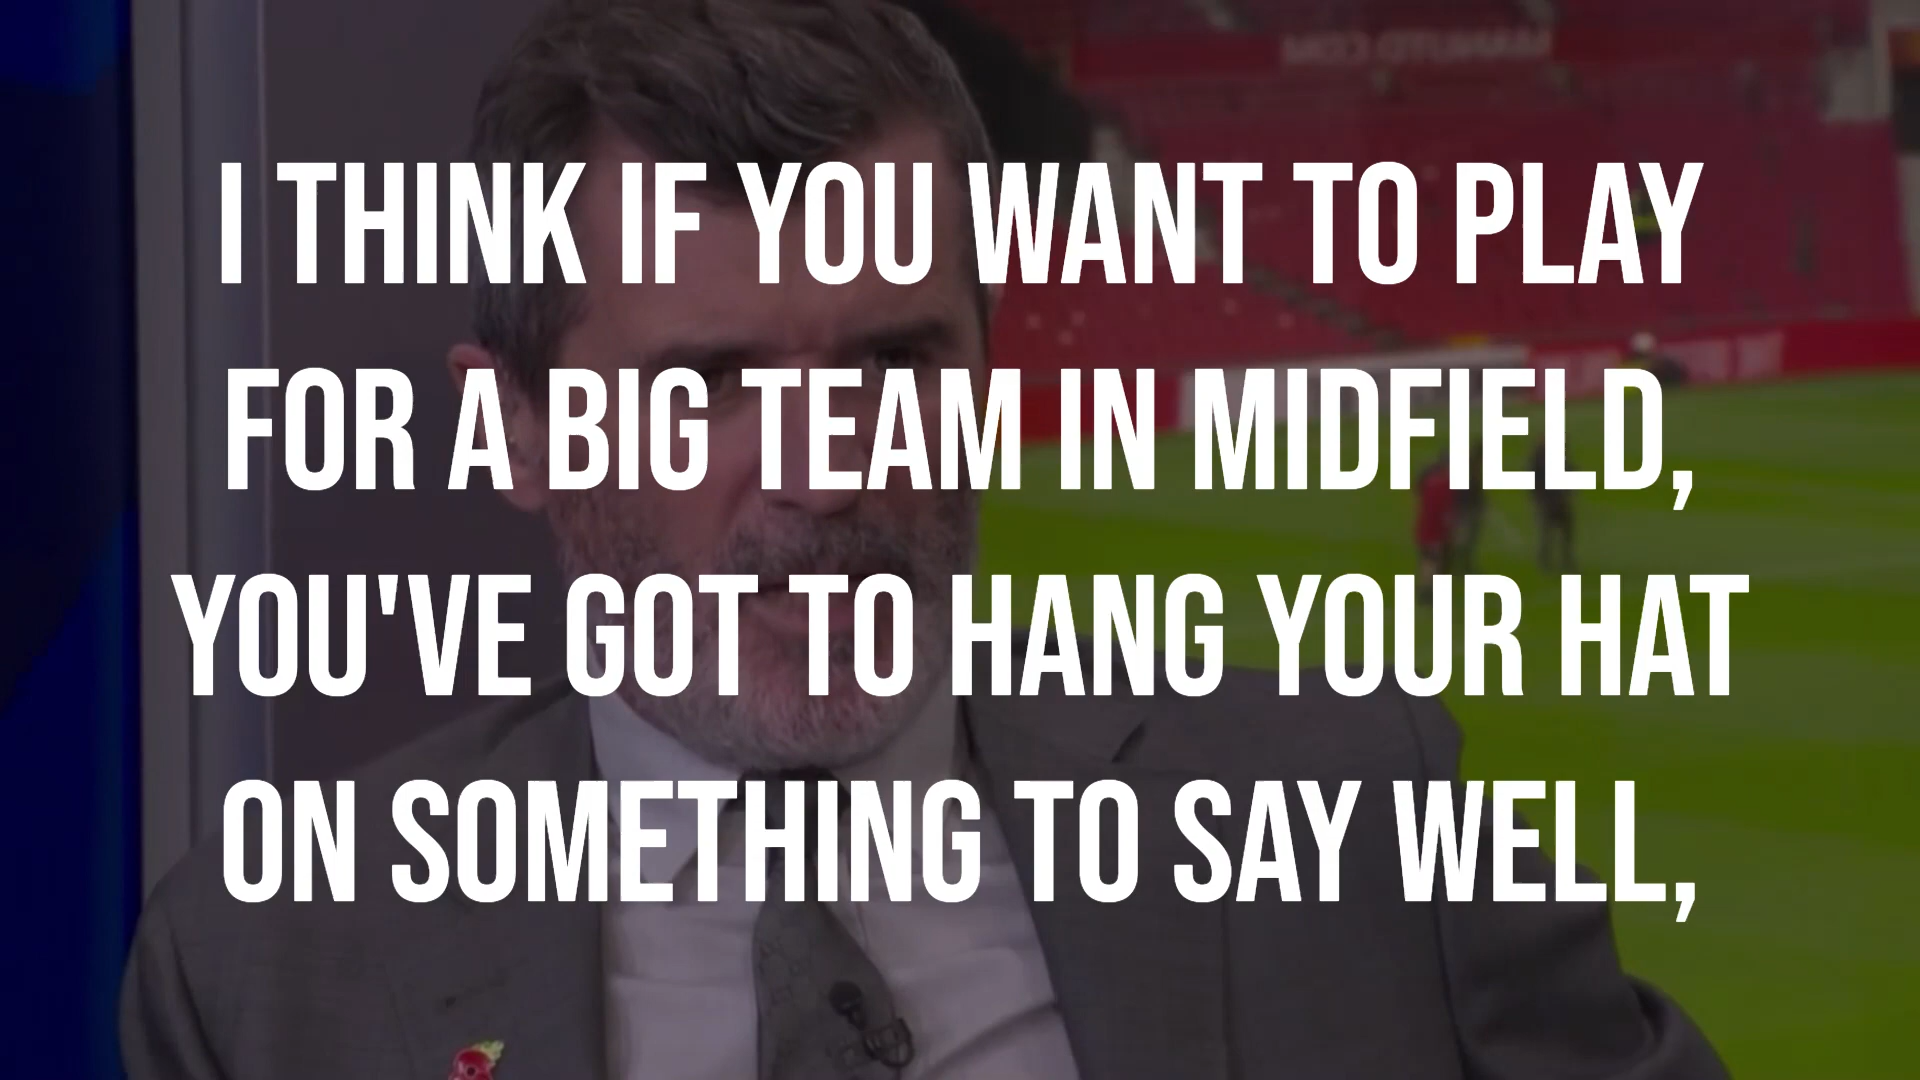 I THINK IF YOU WANT TO PLAY
FOR A BIG TEAM IN MIDFIELD,
YOU'VE GOT TO HANG YOUR HAT
ON SOMETHING TO SAY WELL,